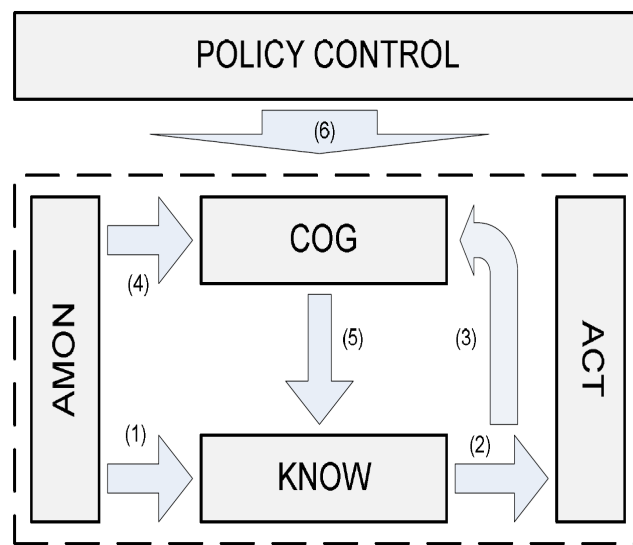 POLICY CONTROL
(6)
COG
(4)
AMON
(5)
(3)
ACT
(1)
(2)
KNOW